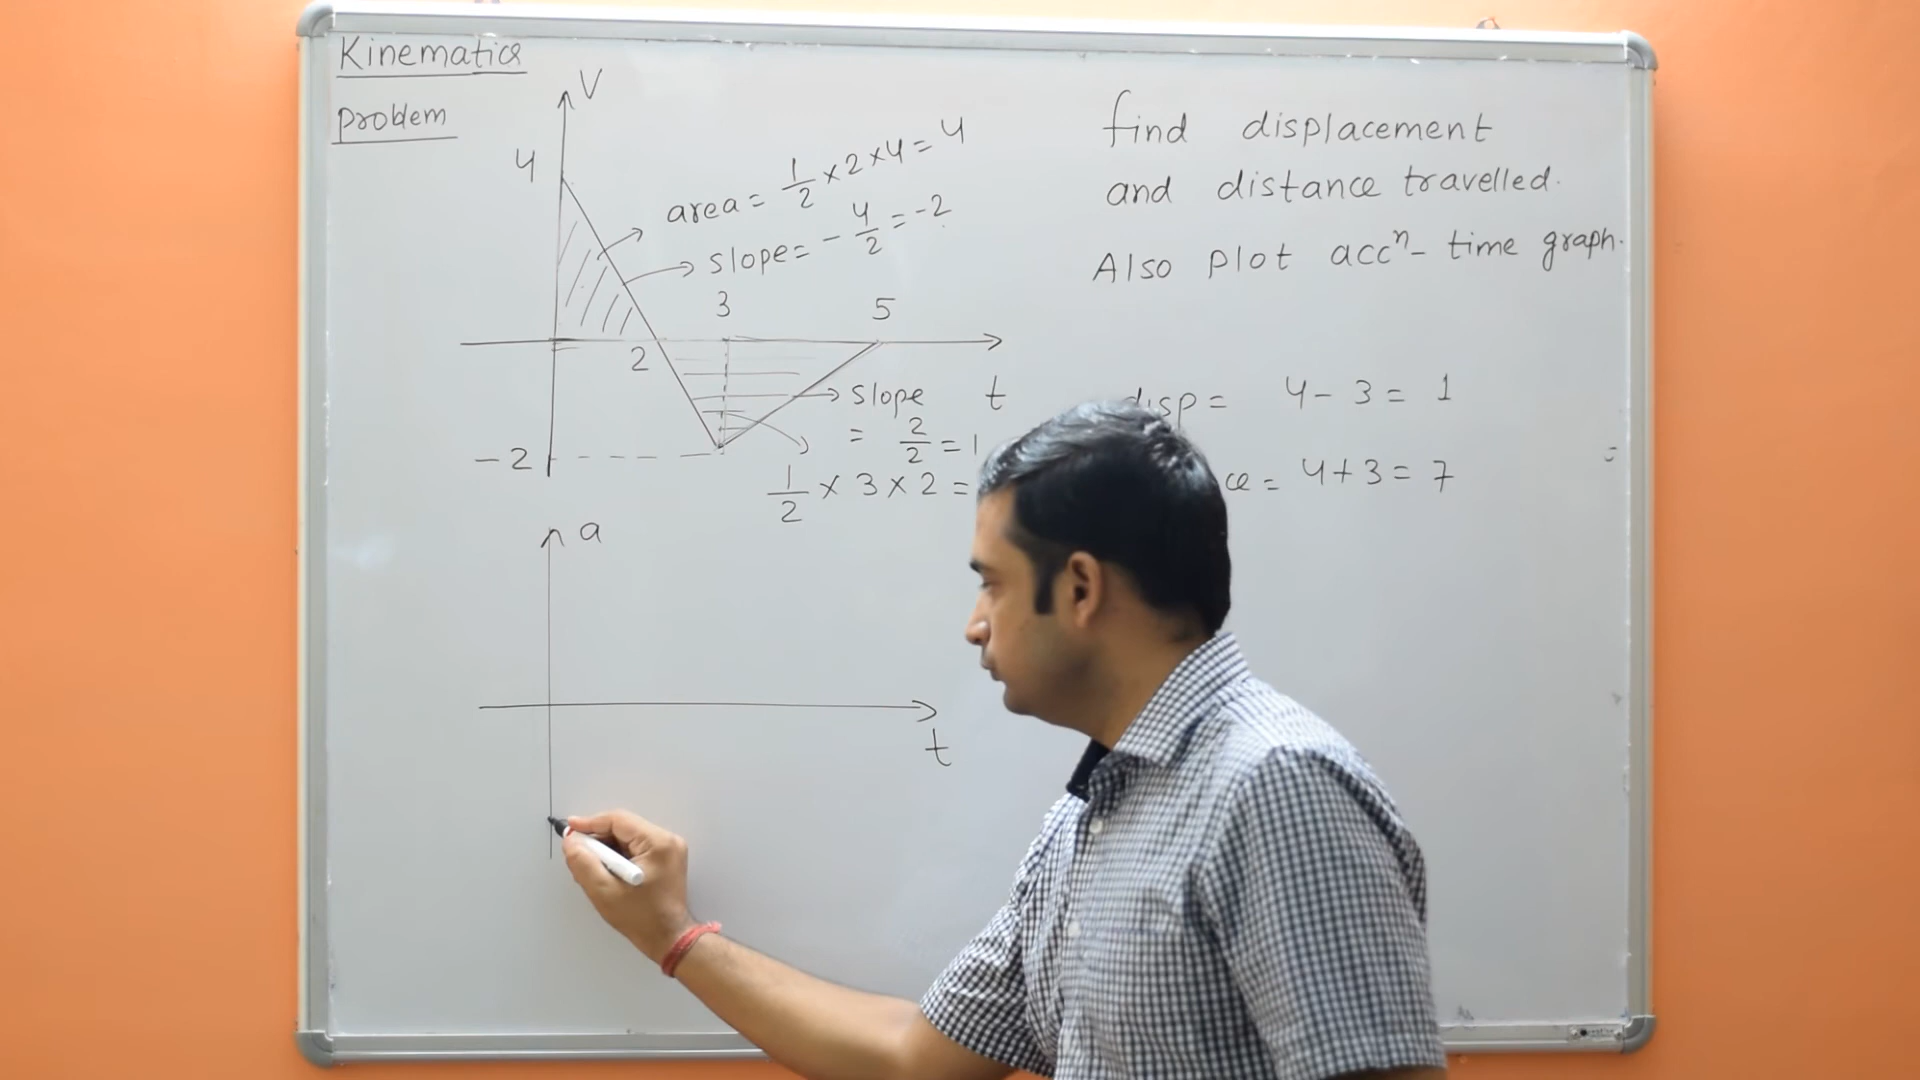 Kinematics
Problem
V
4
area = 1/2 × 2 × 4 = 4
slope = - 4/2 = -2
3
5
2
t
slope
= 2/2 = 1
-2
1/2 × 3 × 2 =
find displacement
and distance travelled.
Also plot accⁿ - time graph.
disp = 4 - 3 = 1
ce = 4 + 3 = 7
a
t